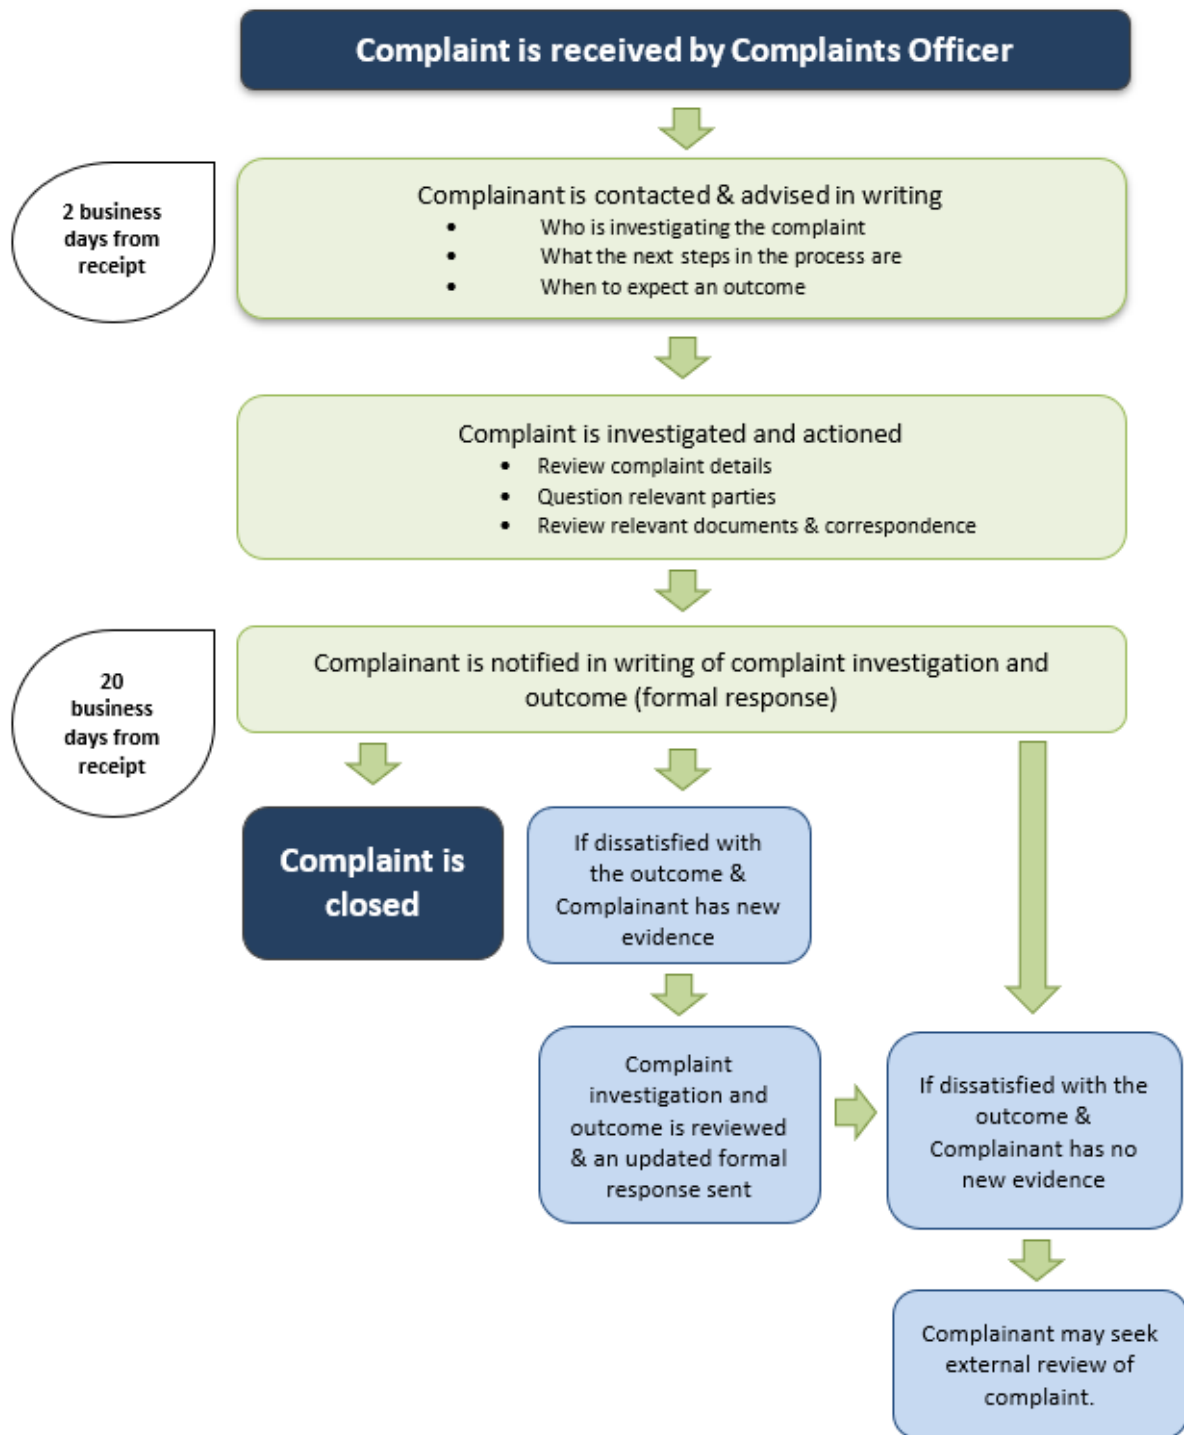 Complaint is received by Complaints Officer
2 business
days from
receipt
Complainant is contacted & advised in writing
• Who is investigating the complaint
• What the next steps in the process are
• When to expect an outcome
Complaint is investigated and actioned
• Review complaint details
• Question relevant parties
• Review relevant documents & correspondence
20
business
days from
receipt
Complainant is notified in writing of complaint investigation and
outcome (formal response)
Complaint is
closed
If dissatisfied with
the outcome &
Complainant has new
evidence
Complaint
investigation and
outcome is reviewed
& an updated formal
response sent
If dissatisfied with the
outcome &
Complainant has no
new evidence
Complainant may seek
external review of
complaint.